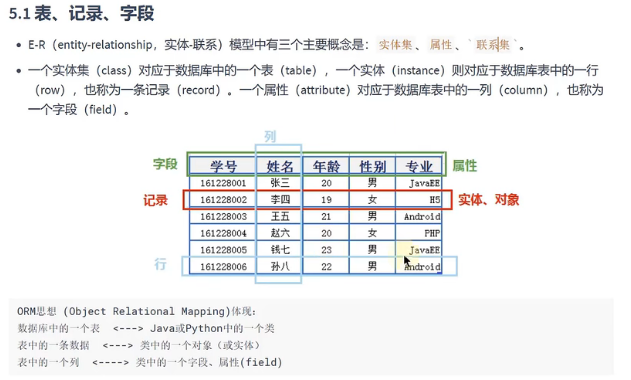 5.1 表、记录、字段
• E-R（entity-relationship，实体-联系）模型中有三个主要概念是：实体集、属性、`联系集`。
• 一个实体集（class）对应于数据库中的一个表（table），一个实体（instance）则对应于数据库表中的一行
（row），也称为一条记录（record）。一个属性（attribute）对应于数据库表中的一列（column），也称为
一个字段（field）。
列
字段 学号 姓名 年龄 性别 专业 属性
161228001 张三 20 男 JavaEE
记录 161228002 李四 19 女 H5 实体、对象
161228003 王五 21 男 Android
161228004 赵六 20 女 PHP
161228005 钱七 23 男 JavaEE
行 161228006 孙八 22 男 Android
ORM思想 (Object Relational Mapping)体现：
数据库中的一个表 <---> Java或Python中的一个类
表中的一条数据 <---> 类中的一个对象（或实体）
表中的一个列 <----> 类中的一个字段、属性(field)